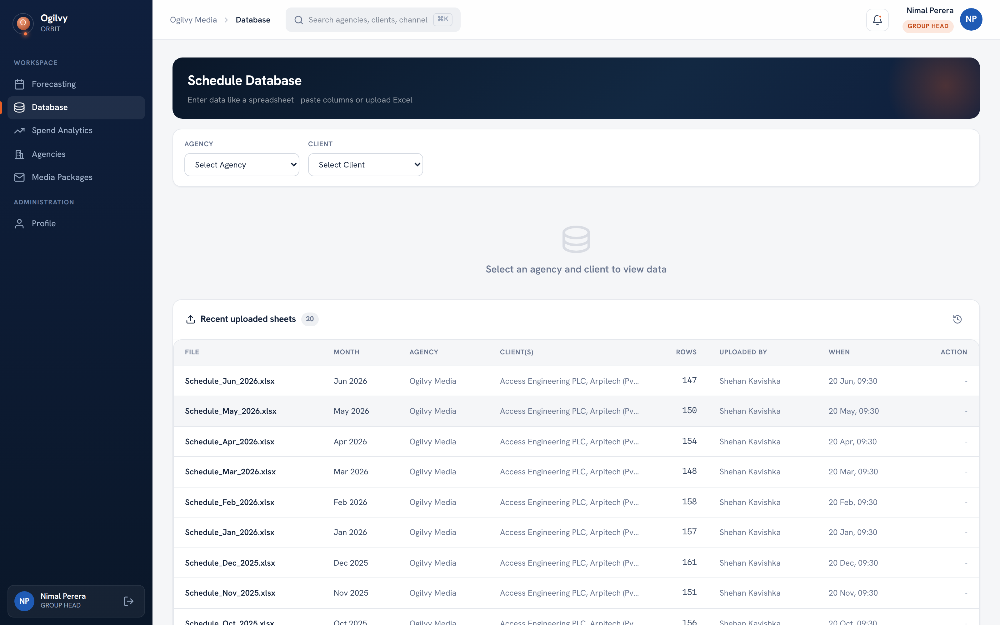 Ogilvy
ORBIT
WORKSPACE
Forecasting
Database
Spend Analytics
Agencies
Media Packages
ADMINISTRATION
Profile
NP
Nimal Perera
GROUP HEAD
Ogilvy Media > Database
Search agencies, clients, channel
⌘K
Nimal Perera
GROUP HEAD
NP
Schedule Database
Enter data like a spreadsheet - paste columns or upload Excel
AGENCY CLIENT
Select Agency Select Client
Select an agency and client to view data
Recent uploaded sheets 20
FILE MONTH AGENCY CLIENT(S) ROWS UPLOADED BY WHEN ACTION
Schedule_Jun_2026.xlsx Jun 2026 Ogilvy Media Access Engineering PLC, Arpitech (Pv... 147 Shehan Kavishka 20 Jun, 09:30 -
Schedule_May_2026.xlsx May 2026 Ogilvy Media Access Engineering PLC, Arpitech (Pv... 150 Shehan Kavishka 20 May, 09:30 -
Schedule_Apr_2026.xlsx Apr 2026 Ogilvy Media Access Engineering PLC, Arpitech (Pv... 154 Shehan Kavishka 20 Apr, 09:30 -
Schedule_Mar_2026.xlsx Mar 2026 Ogilvy Media Access Engineering PLC, Arpitech (Pv... 148 Shehan Kavishka 20 Mar, 09:30 -
Schedule_Feb_2026.xlsx Feb 2026 Ogilvy Media Access Engineering PLC, Arpitech (Pv... 158 Shehan Kavishka 20 Feb, 09:30 -
Schedule_Jan_2026.xlsx Jan 2026 Ogilvy Media Access Engineering PLC, Arpitech (Pv... 157 Shehan Kavishka 20 Jan, 09:30 -
Schedule_Dec_2025.xlsx Dec 2025 Ogilvy Media Access Engineering PLC, Arpitech (Pv... 161 Shehan Kavishka 20 Dec, 09:30 -
Schedule_Nov_2025.xlsx Nov 2025 Ogilvy Media Access Engineering PLC, Arpitech (Pv... 151 Shehan Kavishka 20 Nov, 09:30 -
Schedule_Oct_2025.xlsx Oct 2025 Ogilvy Media Access Engineering PLC, Arpitech (Pv... 156 Shehan Kavishka 20 Oct, 09:30 -